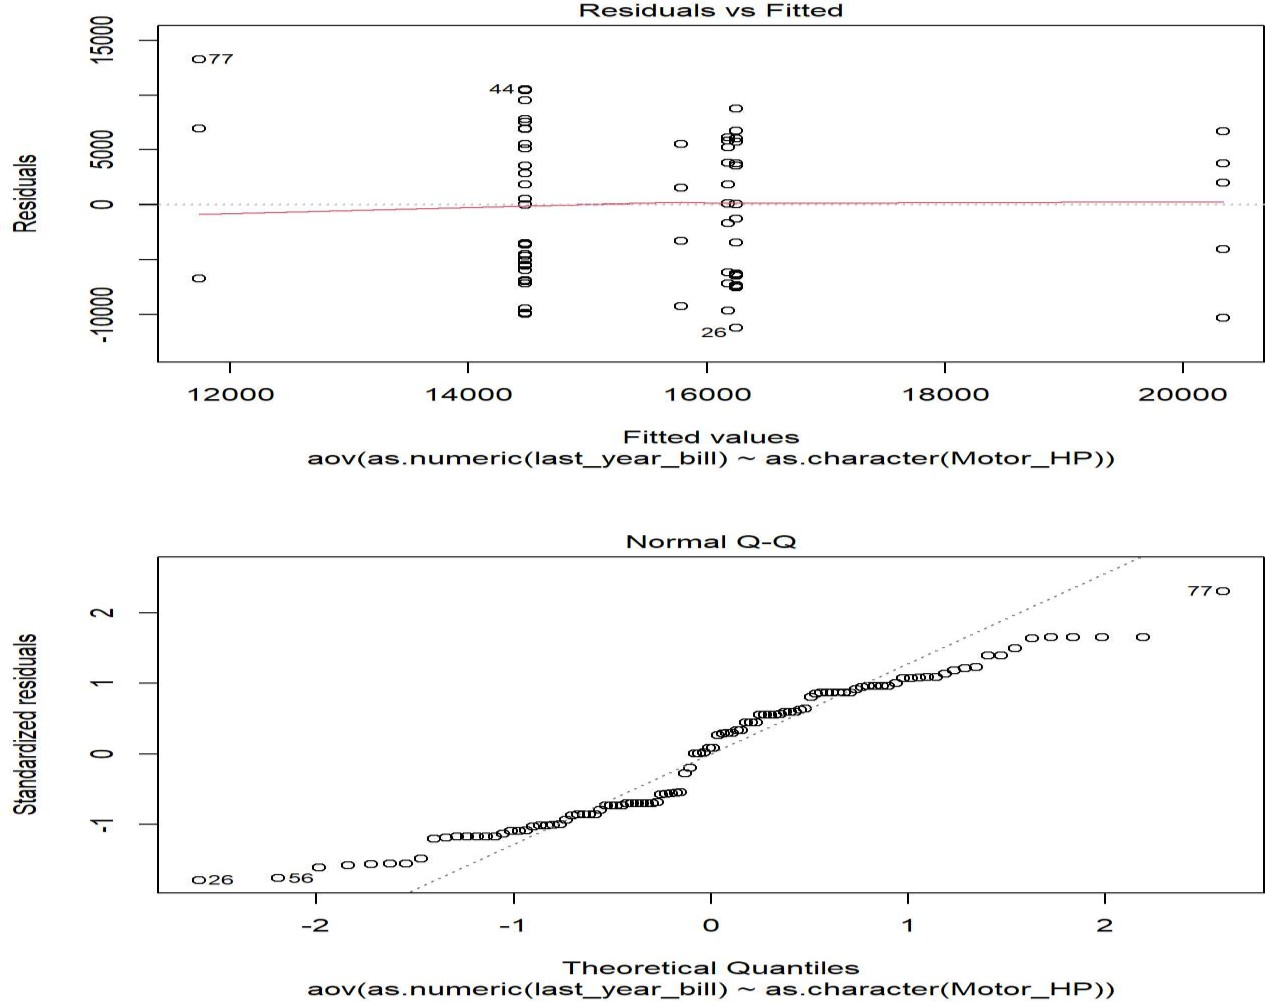 Residuals vs Fitted
15000
5000
0
-10000
Residuals
77
44
26
12000 14000 16000 18000 20000
Fitted values
aov(as.numeric(last_year_bill) ~ as.character(Motor_HP))
Normal Q-Q
2
1
0
-1
Standardized residuals
77
26
56
-2 -1 0 1 2
Theoretical Quantiles
aov(as.numeric(last_year_bill) ~ as.character(Motor_HP))